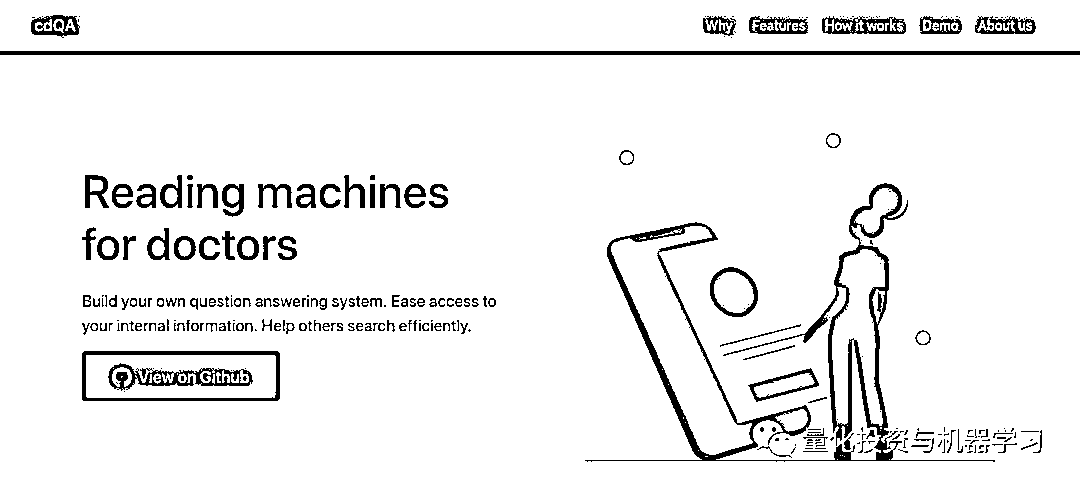 cdQA
Why Features How it works Demo About us
Reading machines
for doctors
Build your own question answering system. Ease access to
your internal information. Help others search efficiently.
View on Github
量化投资与机器学习